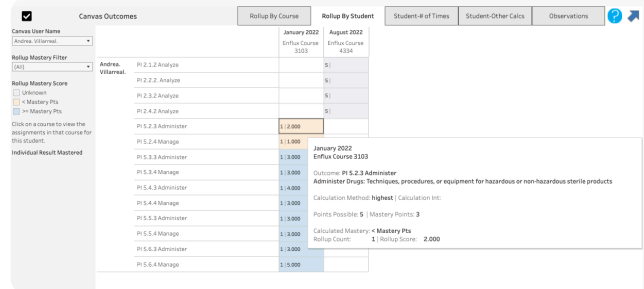 Canvas Outcomes
Rollup By Course
Rollup By Student
Student-# of Times
Student-Other Calcs
Observations
?
Canvas User Name
Andrea. Villarreal.
Rollup Mastery Filter
(All)
Rollup Mastery Score
Unknown
< Mastery Pts
>= Mastery Pts
Click on a course to view the
assignments in that course for
this student.
Individual Result Mastered
January 2022 August 2022
Enflux Course Enflux Course
3103 4334
Andrea. PI 2.1.2 Analyze 5 |
Villarreal.
PI 2.2.2. Analyze 5 |
PI 2.3.2 Analyze 5 |
PI 2.4.2 Analyze 5 |
PI 5.2.3 Administer 1 | 2.000
PI 5.2.4 Manage 1 | 1.000
PI 5.3.3 Administer 1 | 3.000
PI 5.3.4 Manage 1 | 3.000
PI 5.4.3 Administer 1 | 4.000
PI 5.4.4 Manage 1 | 3.000
PI 5.5.3 Administer 1 | 3.000
PI 5.5.4 Manage 1 | 3.000
PI 5.6.3 Administer 1 | 3.000
PI 5.6.4 Manage 1 | 5.000
January 2022
Enflux Course 3103
Outcome: PI 5.2.3 Administer
Administer Drugs: Techniques, procedures, or equipment for hazardous or non-hazardous sterile products
Calculation Method: highest | Calculation Int:
Points Possible: 5 | Mastery Points: 3
Calculated Mastery: < Mastery Pts
Rollup Count: 1 | Rollup Score: 2.000